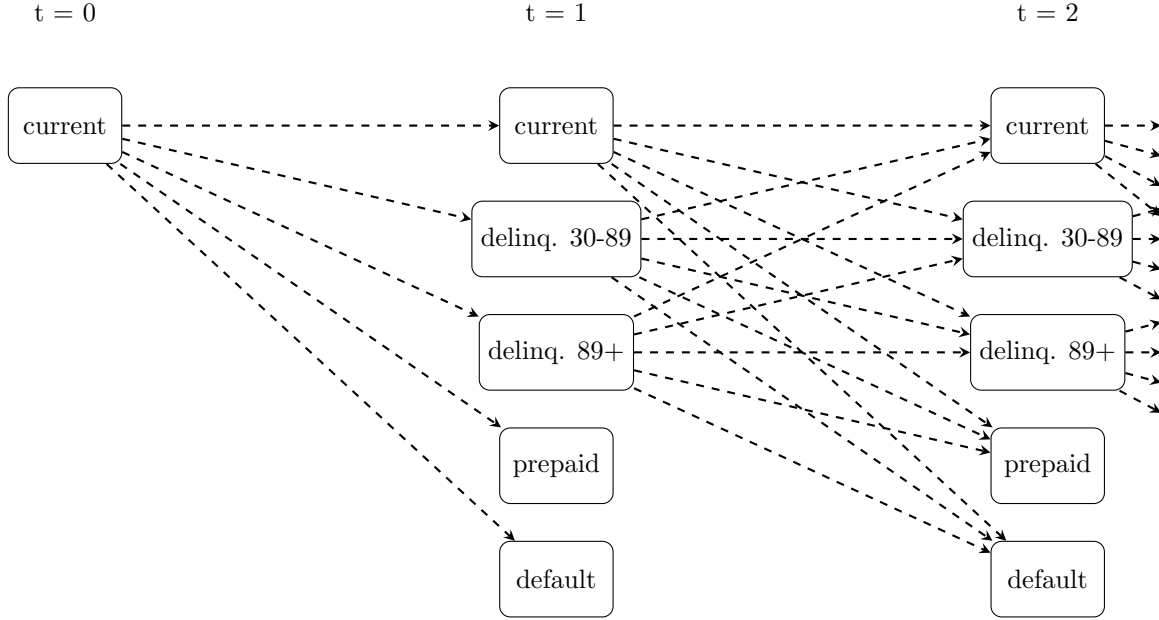 t = 0 t = 1 t = 2
current current current
delinq. 30-89 delinq. 30-89
delinq. 89+ delinq. 89+
prepaid prepaid
default default